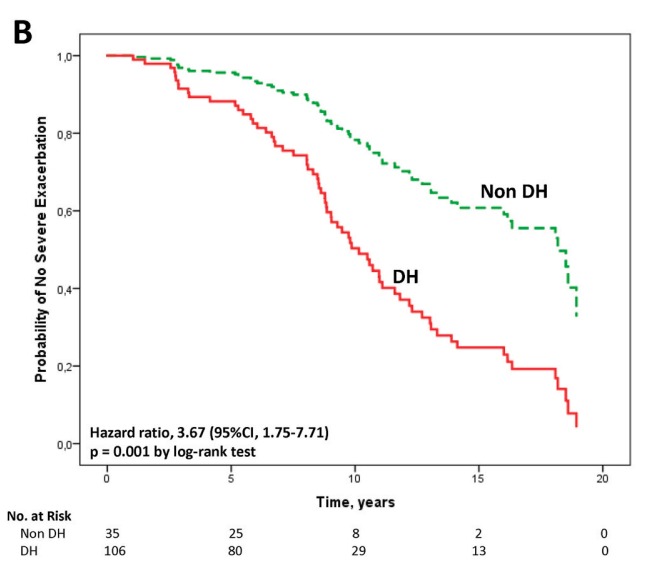 B
1,0
0,8
0,6
0,4
0,2
0,0
Probability of No Severe Exacerbation
Non DH
DH
Hazard ratio, 3.67 (95%CI, 1.75-7.71)
p = 0.001 by log-rank test
0 5 10 15 20
Time, years
No. at Risk
Non DH 35 25 8 2 0
DH 106 80 29 13 0